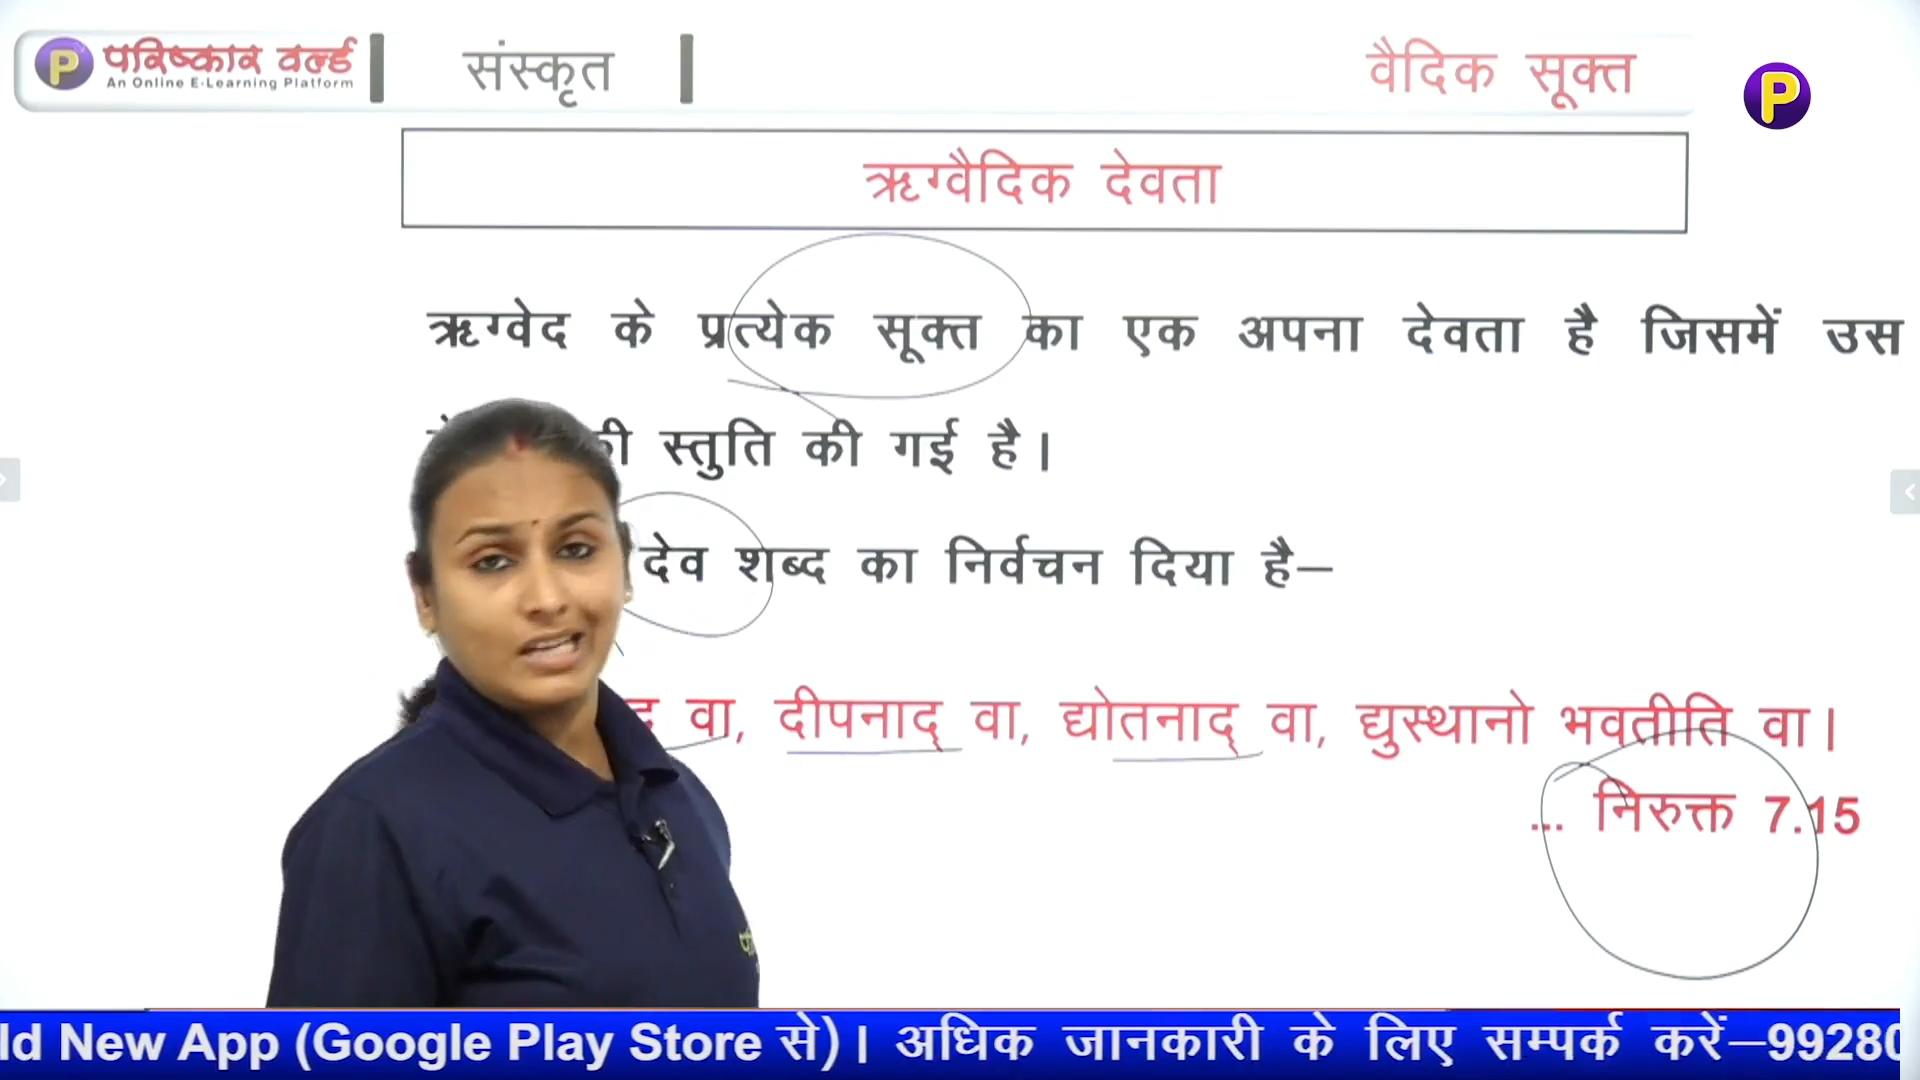 परिष्कार वर्ल्ड
An Online E-Learning Platform
संस्कृत
वैदिक सूक्त
P
P
ऋग्वैदिक देवता
ऋग्वेद के प्रत्येक सूक्त का एक अपना देवता है जिसमें उस
की स्तुति की गई है।
देव शब्द का निर्वचन दिया है–
वा, दीपनाद् वा, द्योतनाद् वा, द्युस्थानो भवतीति वा।
... निरुक्त 7.15
ld New App (Google Play Store से)। अधिक जानकारी के लिए सम्पर्क करें–99280